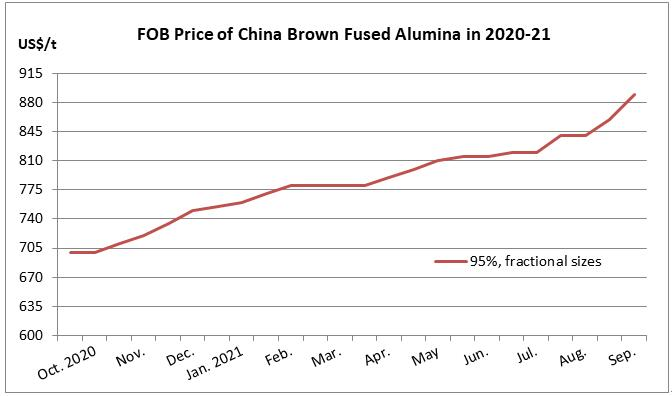 FOB Price of China Brown Fused Alumina in 2020-21
US$/t
915
880
845
810
775
740
705
670
635
600
95%, fractional sizes
Oct. 2020 Nov. Dec. Jan. 2021 Feb. Mar. Apr. May Jun. Jul. Aug. Sep.